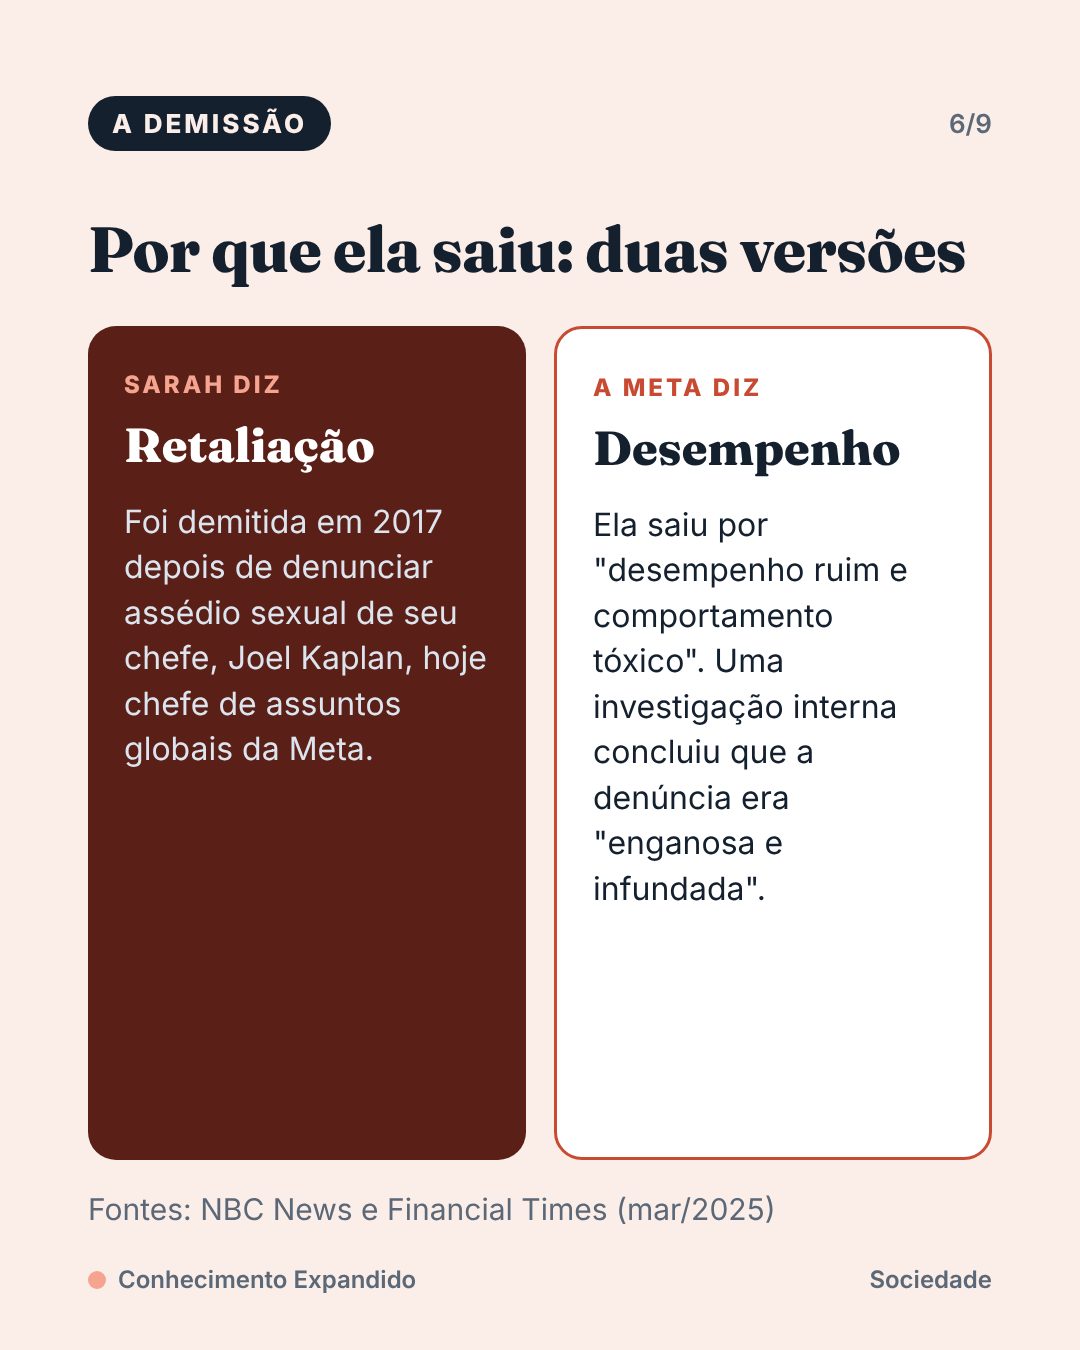 A DEMISSÃO
6/9
Por que ela saiu: duas versões
SARAH DIZ
Retaliação
Foi demitida em 2017
depois de denunciar
assédio sexual de seu
chefe, Joel Kaplan, hoje
chefe de assuntos
globais da Meta.
A META DIZ
Desempenho
Ela saiu por
"desempenho ruim e
comportamento
tóxico". Uma
investigação interna
concluiu que a
denúncia era
"enganosa e
infundada".
Fontes: NBC News e Financial Times (mar/2025)
Conhecimento Expandido
Sociedade